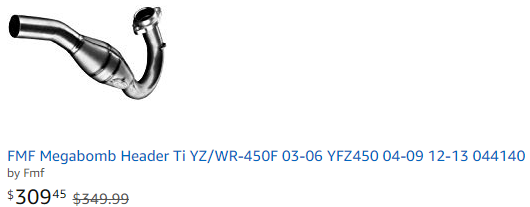 FMF Megabomb Header Ti YZ/WR-450F 03-06 YFZ450 04-09 12-13 044140
by Fmf
$309.45 $349.99